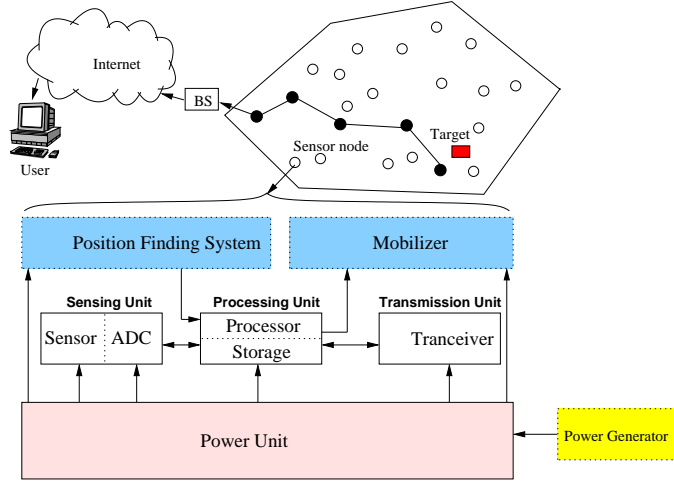 Internet
BS
Sensor node
Target
User
Position Finding System
Mobilizer
Sensing Unit
Processing Unit
Transmission Unit
Sensor
ADC
Processor
Storage
Tranceiver
Power Unit
Power Generator